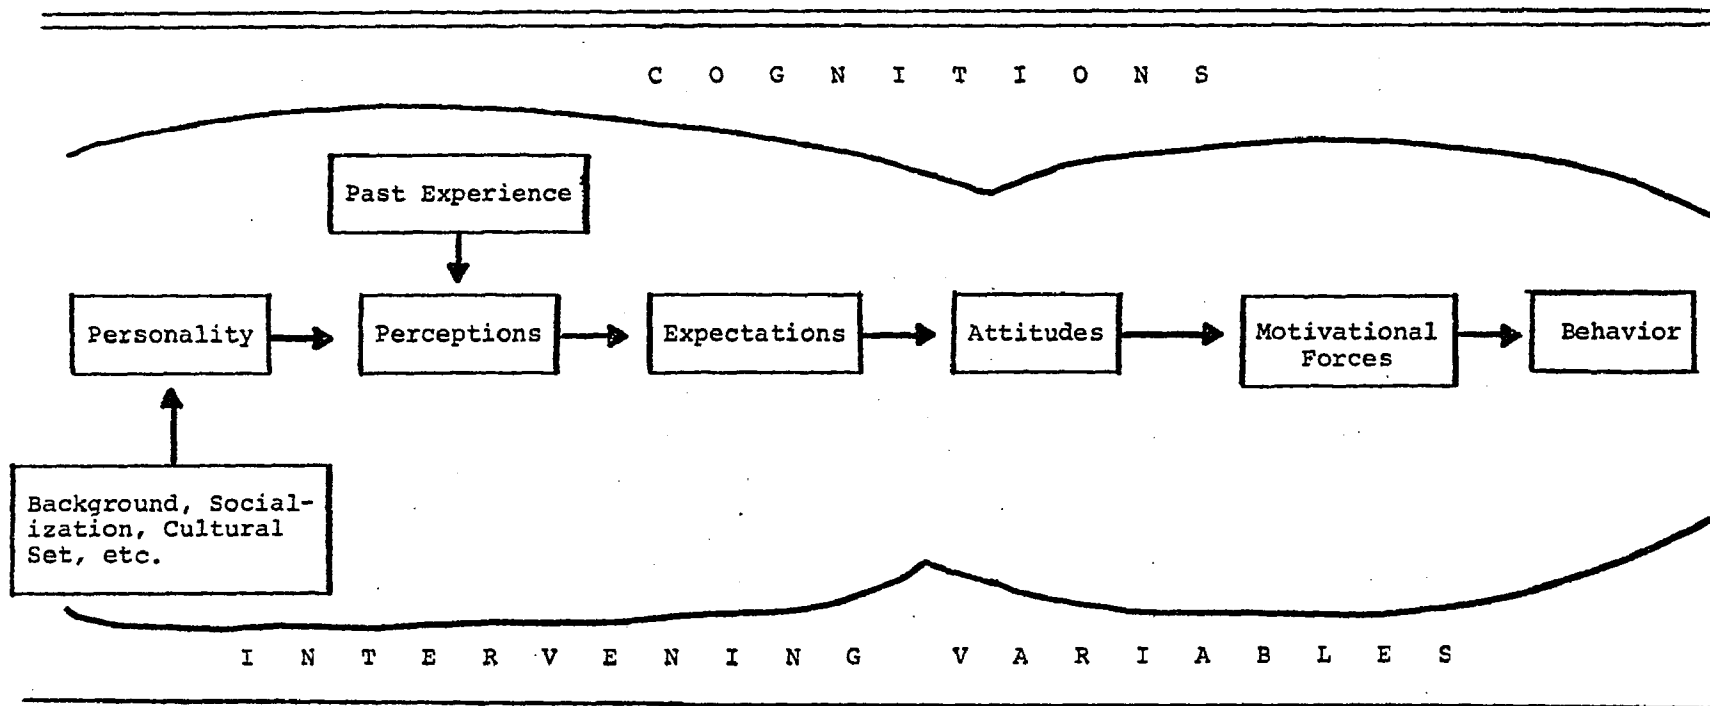 C O G N I T I O N S
Past Experience
Personality
Perceptions
Expectations
Attitudes
Motivational
Forces
Behavior
Background, Social-
ization, Cultural
Set, etc.
I N T E R V E N I N G V A R I A B L E S